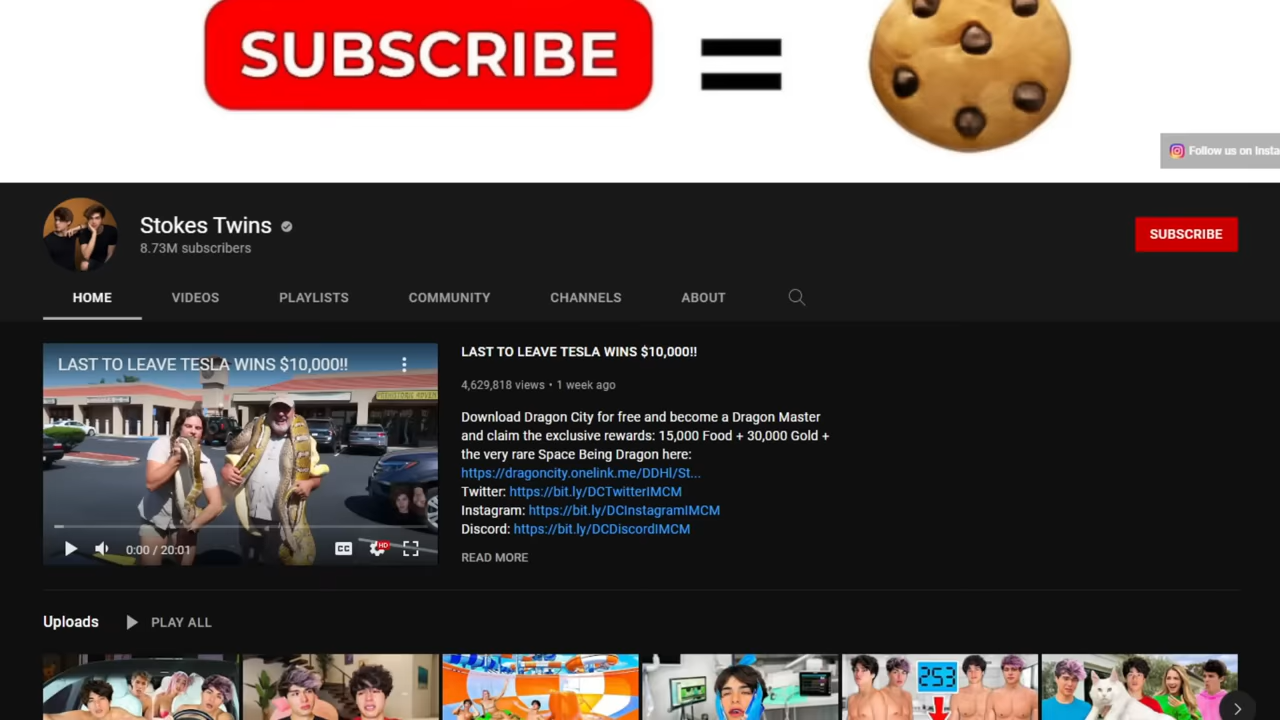 SUBSCRIBE =
Follow us on Insta
Stokes Twins
8.73M subscribers
SUBSCRIBE
HOME VIDEOS PLAYLISTS COMMUNITY CHANNELS ABOUT
LAST TO LEAVE TESLA WINS $10,000!!
0:00 / 20:01
CC
HD
LAST TO LEAVE TESLA WINS $10,000!!
4,629,818 views • 1 week ago
Download Dragon City for free and become a Dragon Master
and claim the exclusive rewards: 15,000 Food + 30,000 Gold +
the very rare Space Being Dragon here:
https://dragoncity.onelink.me/DDHl/St...
Twitter: https://bit.ly/DCTwitterIMCM
Instagram: https://bit.ly/DCInstagramIMCM
Discord: https://bit.ly/DCDiscordIMCM
READ MORE
Uploads PLAY ALL
253